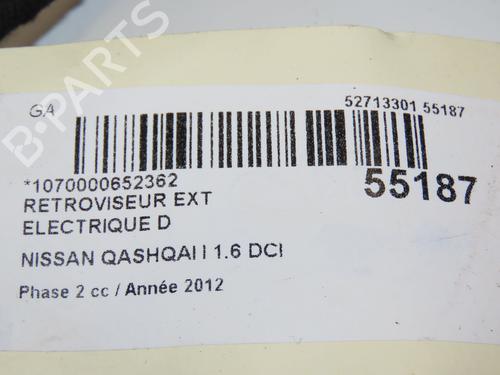 GA
52713301 55187
*1070000652362
55187
RETROVISEUR EXT
ELECTRIQUE D
NISSAN QASHQAI I 1.6 DCI
Phase 2 cc / Année 2012
B-PARTS